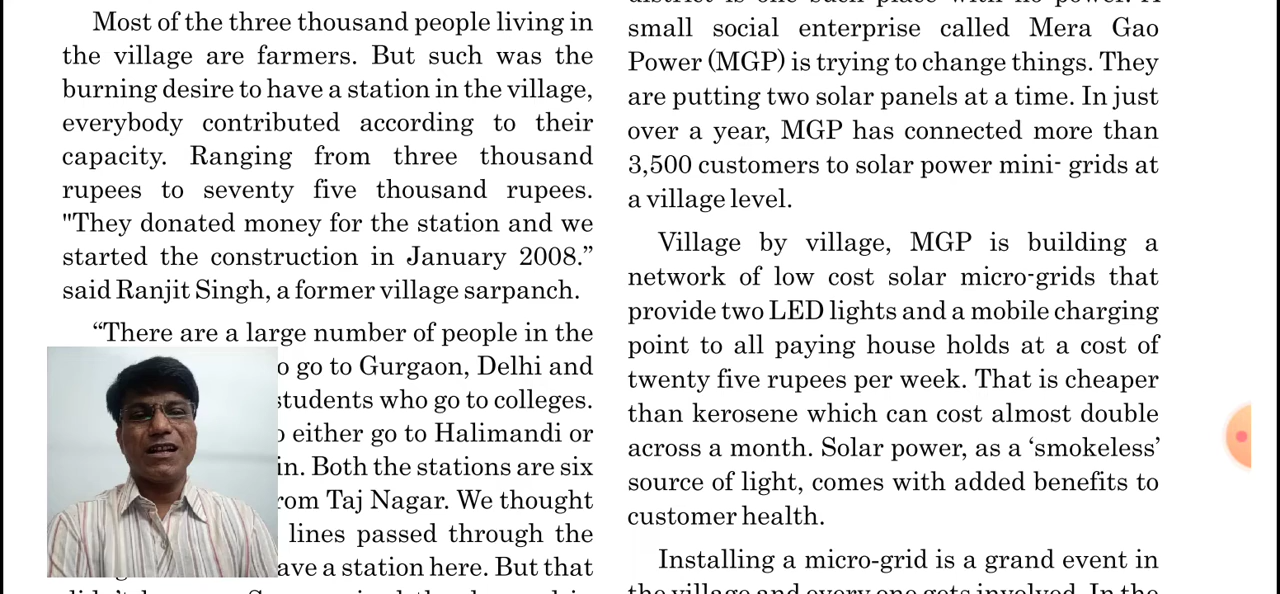 Most of the three thousand people living in
the village are farmers. But such was the
burning desire to have a station in the village,
everybody contributed according to their
capacity. Ranging from three thousand
rupees to seventy five thousand rupees.
"They donated money for the station and we
started the construction in January 2008.”
said Ranjit Singh, a former village sarpanch.
“There are a large number of people in the
go to Gurgaon, Delhi and
students who go to colleges.
either go to Halimandi or
in. Both the stations are six
from Taj Nagar. We thought
lines passed through the
have a station here. But that
small social enterprise called Mera Gao
Power (MGP) is trying to change things. They
are putting two solar panels at a time. In just
over a year, MGP has connected more than
3,500 customers to solar power mini- grids at
a village level.
Village by village, MGP is building a
network of low cost solar micro-grids that
provide two LED lights and a mobile charging
point to all paying house holds at a cost of
twenty five rupees per week. That is cheaper
than kerosene which can cost almost double
across a month. Solar power, as a ‘smokeless’
source of light, comes with added benefits to
customer health.
Installing a micro-grid is a grand event in
the village and every one gets involved. In the